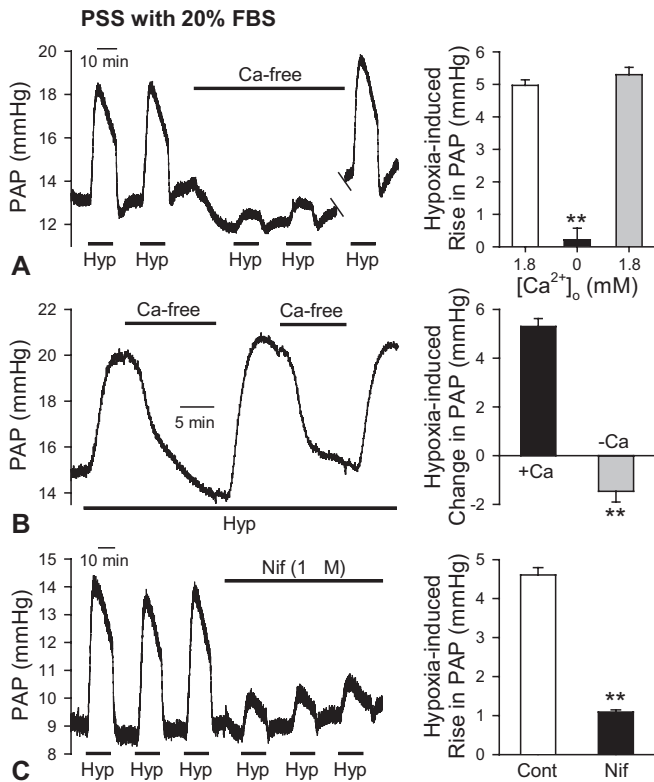 PSS with 20% FBS
10 min
Ca-free
PAP (mmHg)
20
18
16
14
12
Hyp Hyp Hyp Hyp Hyp
A
Hypoxia-induced
Rise in PAP (mmHg)
6
5
4
3
2
1
0
**
1.8 0 1.8
[Ca2+]o (mM)
Ca-free Ca-free
PAP (mmHg)
22
20
18
16
14
5 min
Hyp
B
Hypoxia-induced
Change in PAP (mmHg)
6
4
2
0
-2
-Ca
+Ca
**
10 min
Nif (1 M)
PAP (mmHg)
15
14
13
12
11
10
9
8
Hyp Hyp Hyp Hyp Hyp Hyp
C
Hypoxia-induced
Rise in PAP (mmHg)
5
4
3
2
1
0
**
Cont Nif